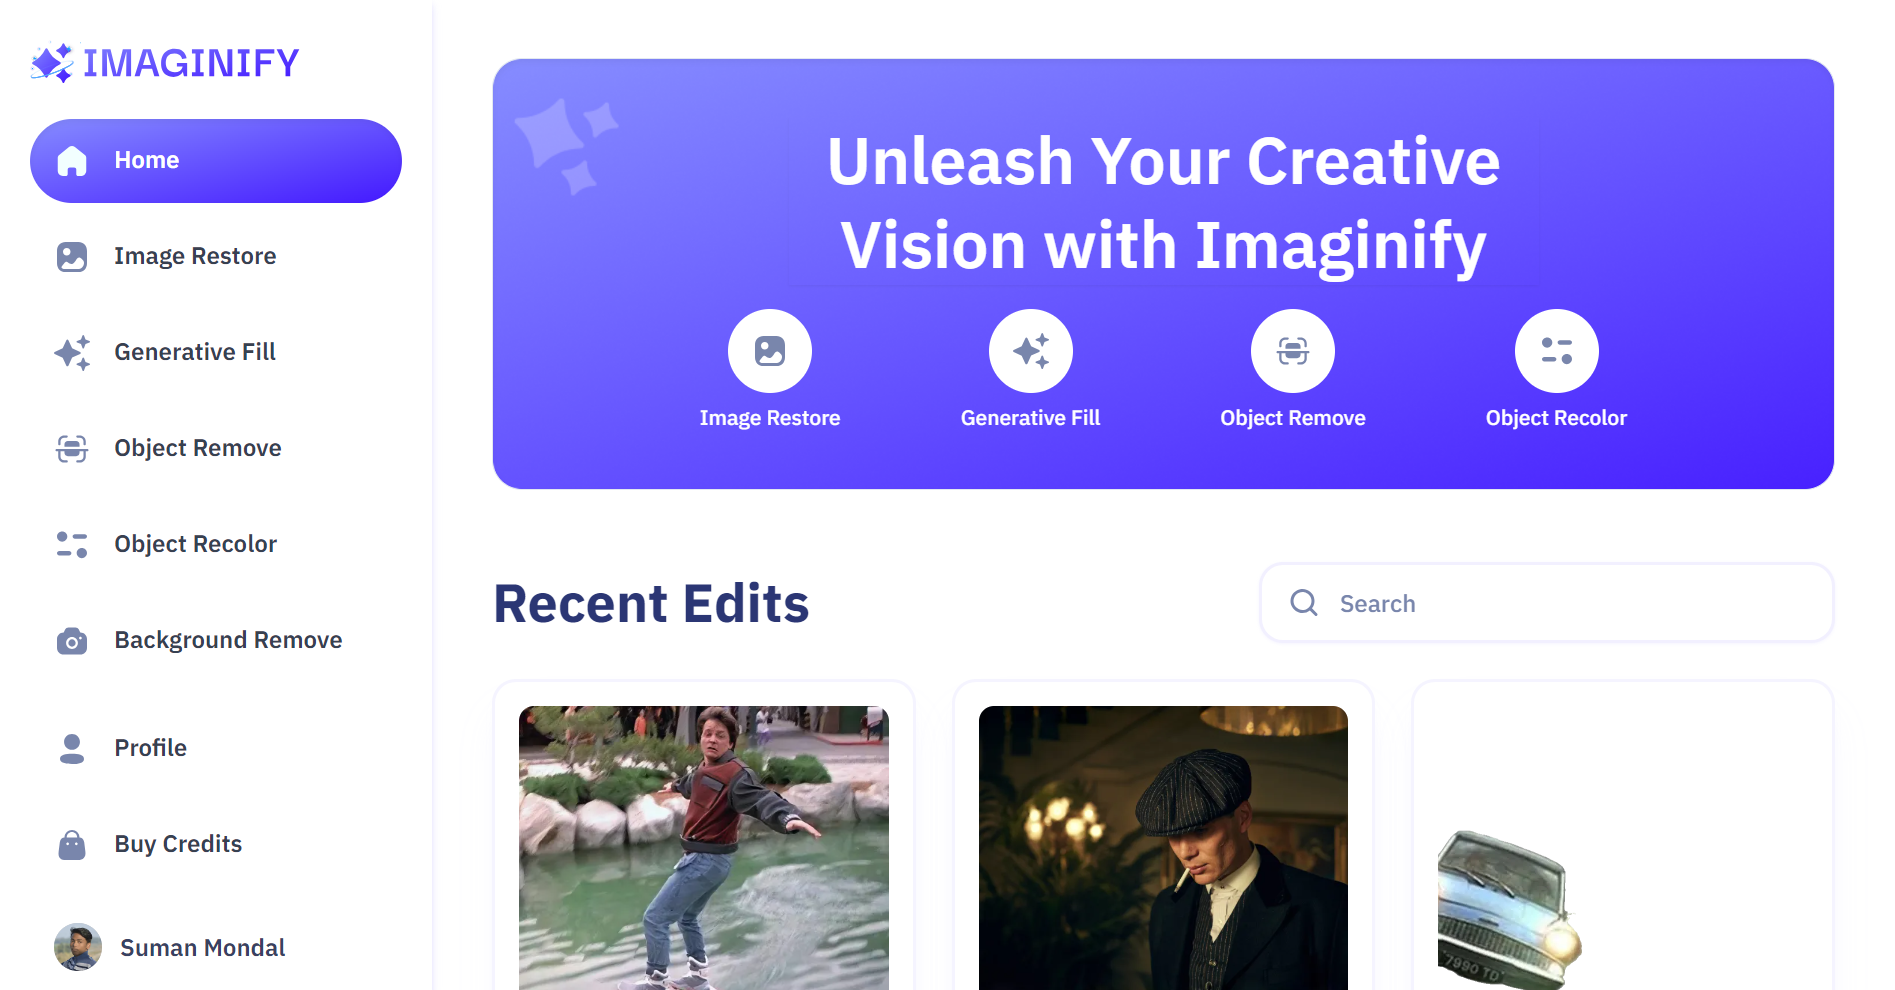 IMAGINIFY
Home
Image Restore
Generative Fill
Object Remove
Object Recolor
Background Remove
Profile
Buy Credits
Suman Mondal
Unleash Your Creative
Vision with Imaginify
Image Restore
Generative Fill
Object Remove
Object Recolor
Recent Edits
Search
7990 TD